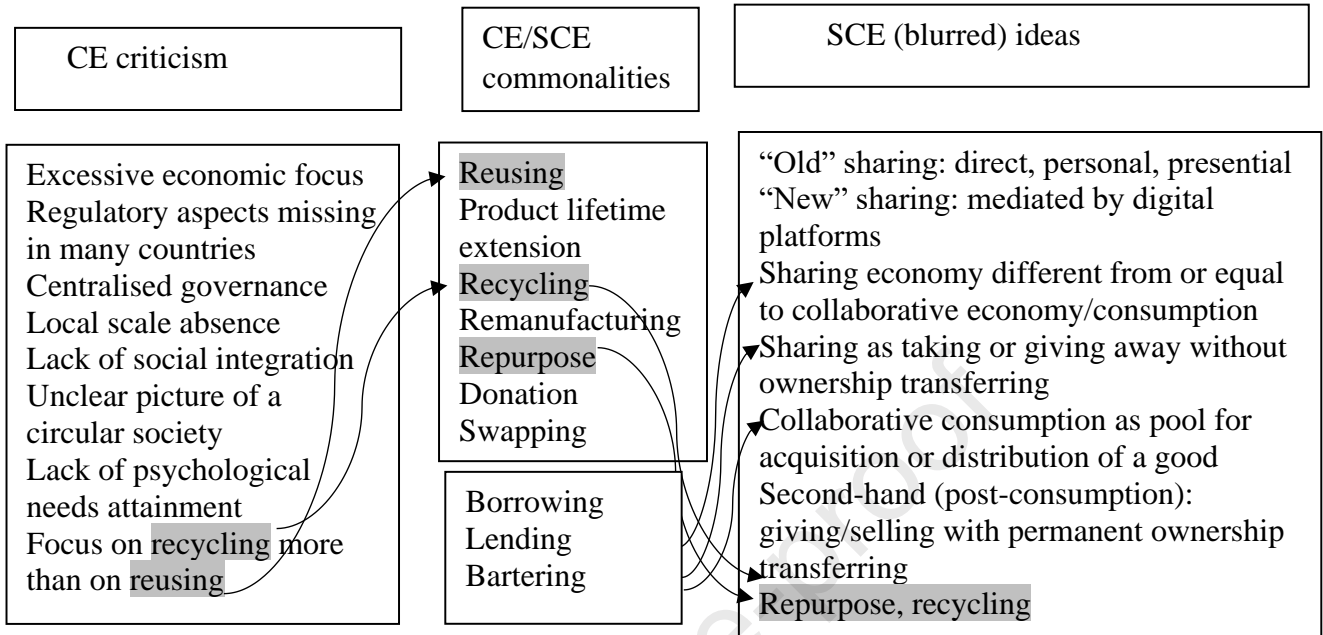 CE criticism
CE/SCE
commonalities
SCE (blurred) ideas
Excessive economic focus
Regulatory aspects missing
in many countries
Centralised governance
Local scale absence
Lack of social integration
Unclear picture of a
circular society
Lack of psychological
needs attainment
Focus on recycling more
than on reusing
Reusing
Product lifetime
extension
Recycling
Remanufacturing
Repurpose
Donation
Swapping
Borrowing
Lending
Bartering
“Old” sharing: direct, personal, presential
“New” sharing: mediated by digital
platforms
Sharing economy different from or equal
to collaborative economy/consumption
Sharing as taking or giving away without
ownership transferring
Collaborative consumption as pool for
acquisition or distribution of a good
Second-hand (post-consumption):
giving/selling with permanent ownership
transferring
Repurpose, recycling